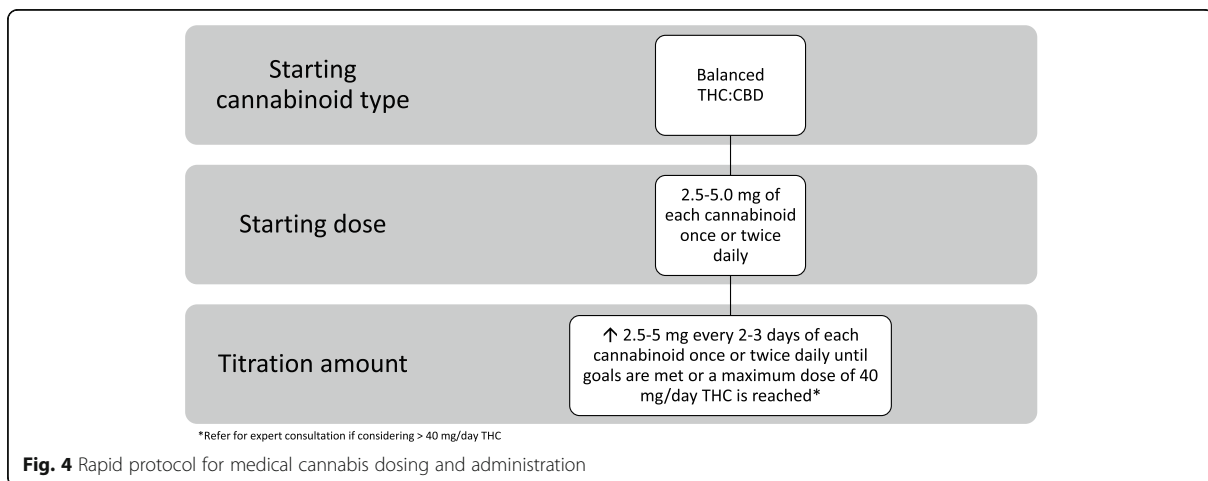 Starting
cannabinoid type
Balanced
THC:CBD
Starting dose
2.5-5.0 mg of
each cannabinoid
once or twice
daily
Titration amount
↑ 2.5-5 mg every 2-3 days of each
cannabinoid once or twice daily until
goals are met or a maximum dose of 40
mg/day THC is reached*
*Refer for expert consultation if considering > 40 mg/day THC
Fig. 4 Rapid protocol for medical cannabis dosing and administration